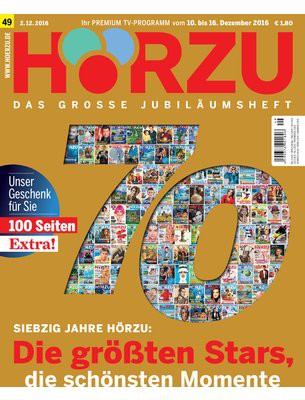 49
2.12.2016
Ihr PREMIUM TV-PROGRAMM vom 10. bis 16. Dezember 2016
€ 1,80
WWW.HOERZU.DE
HÖRZU
DAS GROSSE JUBILÄUMSHEFT
70
Unser
Geschenk
für Sie
100 Seiten
Extra!
SIEBZIG JAHRE HÖRZU:
Die größten Stars,
die schönsten Momente